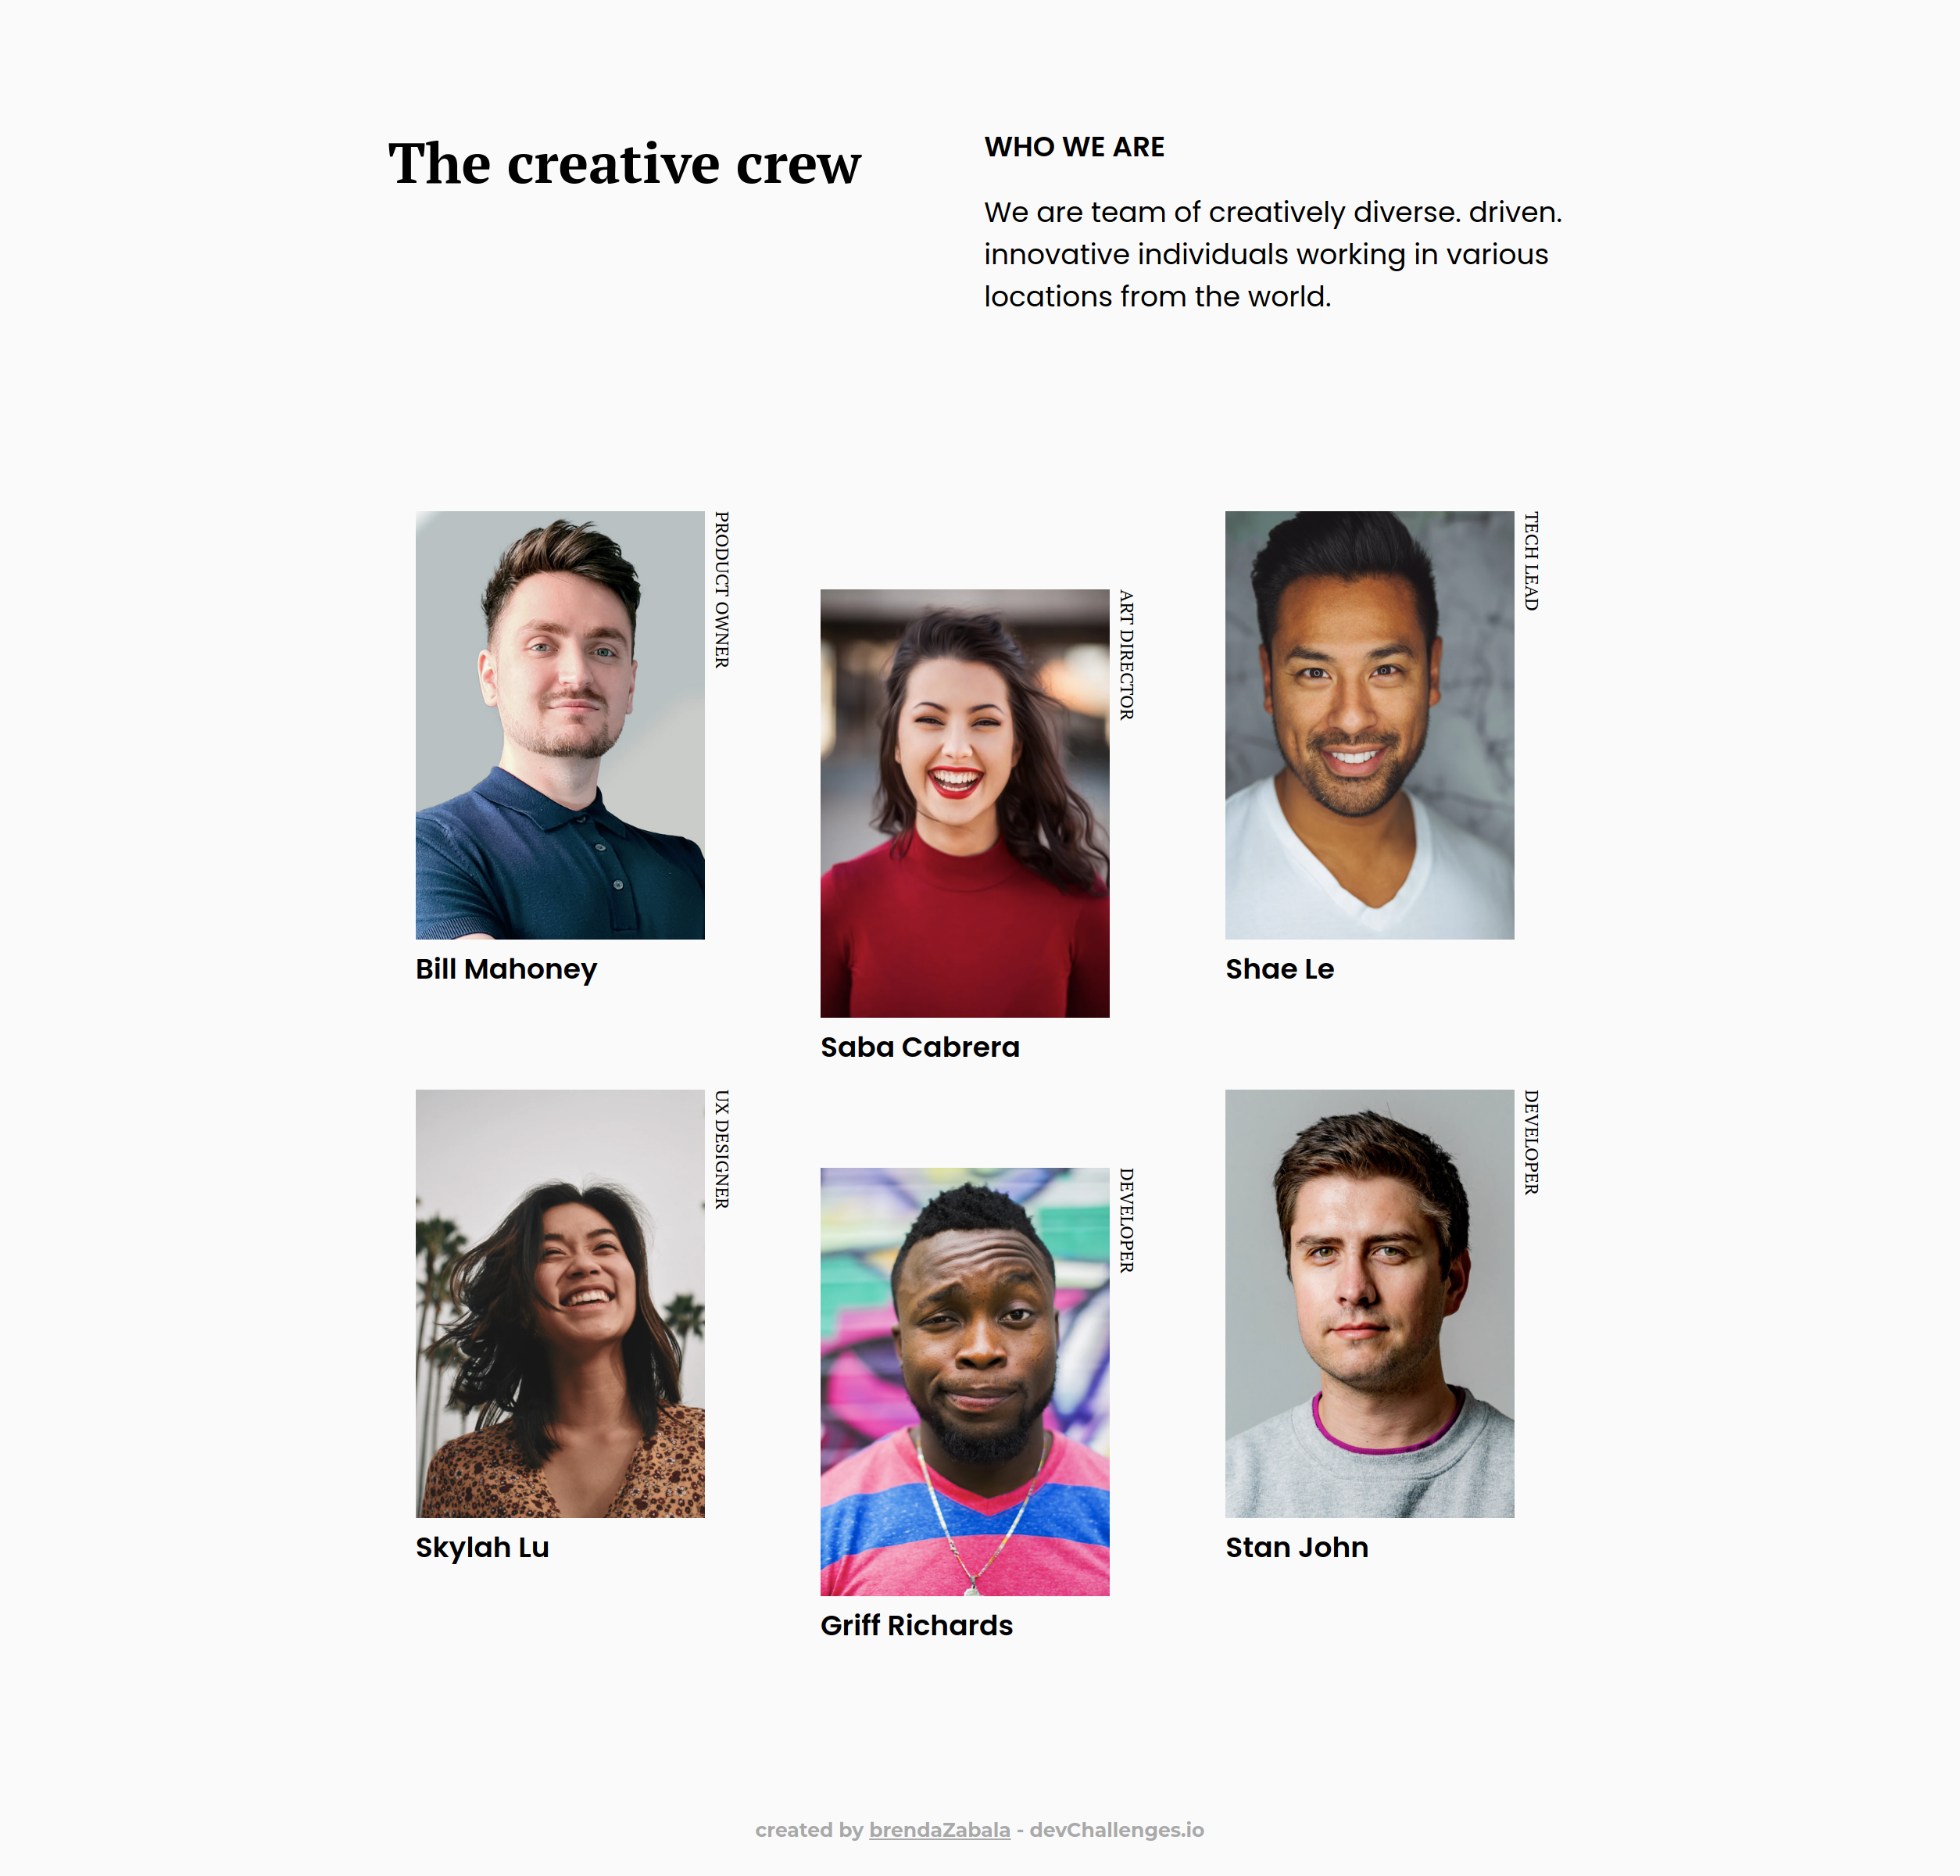 The creative crew
WHO WE ARE
We are team of creatively diverse. driven.
innovative individuals working in various
locations from the world.
PRODUCT OWNER
Bill Mahoney
ART DIRECTOR
Saba Cabrera
TECH LEAD
Shae Le
UX DESIGNER
Skylah Lu
DEVELOPER
Griff Richards
DEVELOPER
Stan John
created by brendaZabala - devChallenges.io